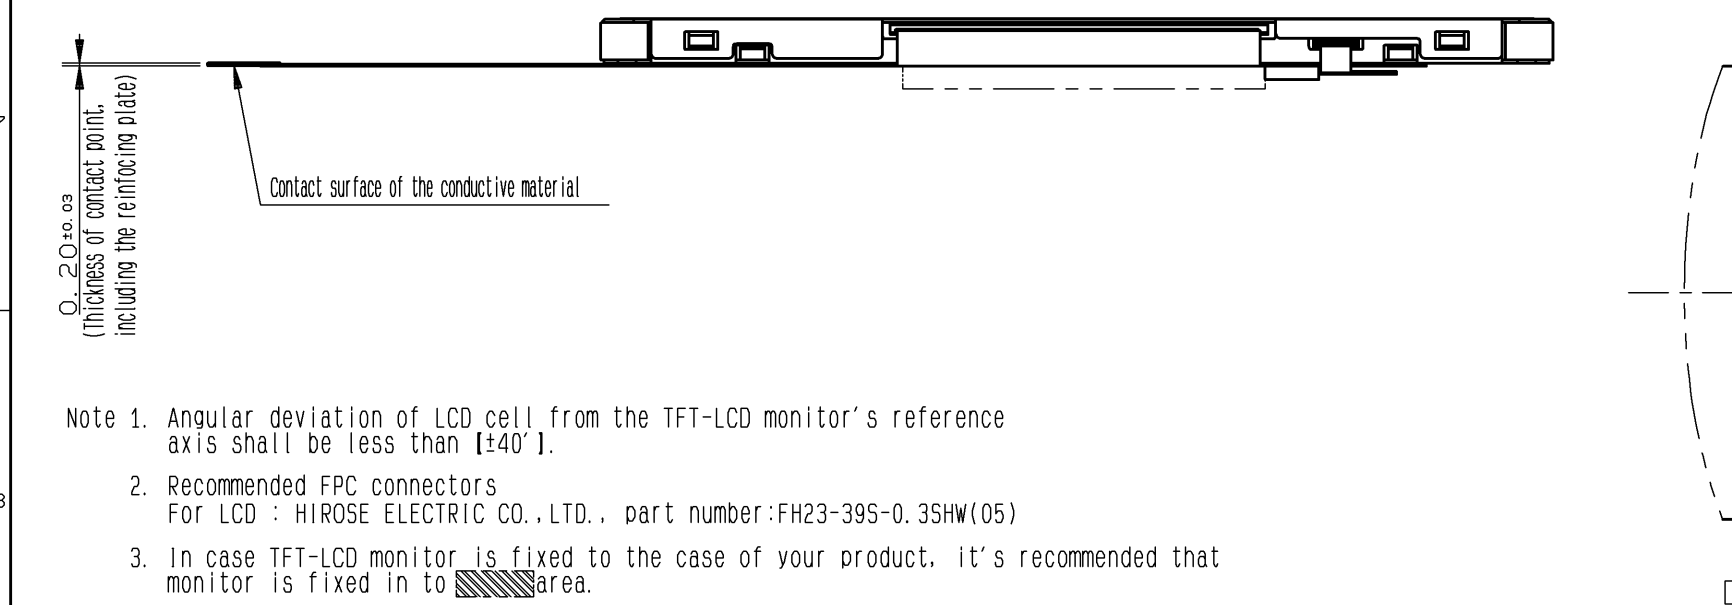 0.20±0.03
(Thickness of contact point,
including the reinfocing plate)
Contact surface of the conductive material
Note 1. Angular deviation of LCD cell from the TFT-LCD monitor's reference
axis shall be less than [±40′].
2. Recommended FPC connectors
For LCD : HIROSE ELECTRIC CO.,LTD., part number:FH23-39S-0.3SHW(05)
3. In case TFT-LCD monitor is fixed to the case of your product, it's recommended that
monitor is fixed in to area.